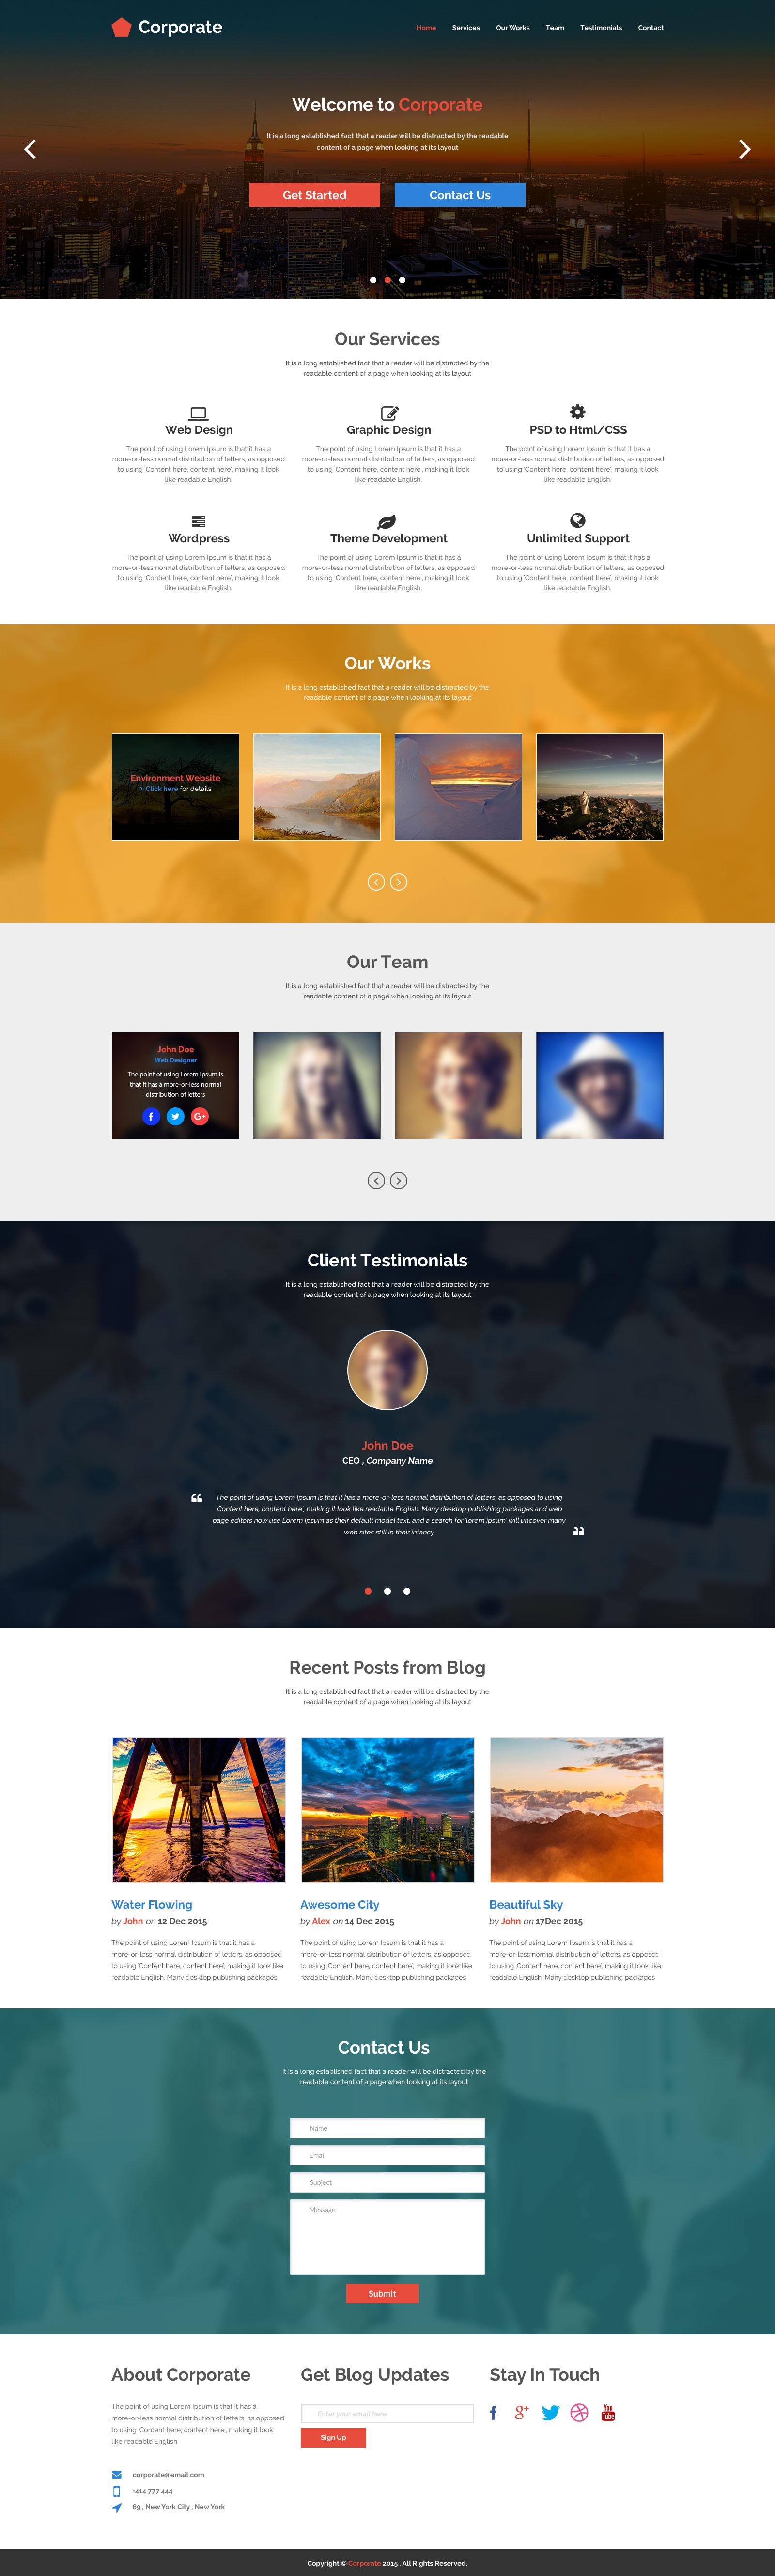 Corporate
Home Services Our Works Team Testimonials Contact
Welcome to Corporate
It is a long established fact that a reader will be distracted by the readable
content of a page when looking at its layout
Get Started Contact Us
Our Services
It is a long established fact that a reader will be distracted by the
readable content of a page when looking at its layout
Web Design
The point of using Lorem Ipsum is that it has a
more-or-less normal distribution of letters, as opposed
to using 'Content here, content here', making it look
like readable English.
Graphic Design
The point of using Lorem Ipsum is that it has a
more-or-less normal distribution of letters, as opposed
to using 'Content here, content here', making it look
like readable English.
PSD to Html/CSS
The point of using Lorem Ipsum is that it has a
more-or-less normal distribution of letters, as opposed
to using 'Content here, content here', making it look
like readable English.
Wordpress
The point of using Lorem Ipsum is that it has a
more-or-less normal distribution of letters, as opposed
to using 'Content here, content here', making it look
like readable English.
Theme Development
The point of using Lorem Ipsum is that it has a
more-or-less normal distribution of letters, as opposed
to using 'Content here, content here', making it look
like readable English.
Unlimited Support
The point of using Lorem Ipsum is that it has a
more-or-less normal distribution of letters, as opposed
to using 'Content here, content here', making it look
like readable English.
Our Works
It is a long established fact that a reader will be distracted by the
readable content of a page when looking at its layout
Environment Website
> Click here for details
Our Team
It is a long established fact that a reader will be distracted by the
readable content of a page when looking at its layout
John Doe
Web Designer
The point of using Lorem Ipsum is
that it has a more-or-less normal
distribution of letters
Client Testimonials
It is a long established fact that a reader will be distracted by the
readable content of a page when looking at its layout
John Doe
CEO , Company Name
The point of using Lorem Ipsum is that it has a more-or-less normal distribution of letters, as opposed to using
'Content here, content here', making it look like readable English. Many desktop publishing packages and web
page editors now use Lorem Ipsum as their default model text, and a search for 'lorem ipsum' will uncover many
web sites still in their infancy
Recent Posts from Blog
It is a long established fact that a reader will be distracted by the
readable content of a page when looking at its layout
Water Flowing
by John on 12 Dec 2015
The point of using Lorem Ipsum is that it has a
more-or-less normal distribution of letters, as opposed
to using 'Content here, content here', making it look like
readable English. Many desktop publishing packages
Awesome City
by Alex on 14 Dec 2015
The point of using Lorem Ipsum is that it has a
more-or-less normal distribution of letters, as opposed
to using 'Content here, content here', making it look like
readable English. Many desktop publishing packages
Beautiful Sky
by John on 17Dec 2015
The point of using Lorem Ipsum is that it has a
more-or-less normal distribution of letters, as opposed
to using 'Content here, content here', making it look like
readable English. Many desktop publishing packages
Contact Us
It is a long established fact that a reader will be distracted by the
readable content of a page when looking at its layout
Name
Email
Subject
Message
Submit
About Corporate
The point of using Lorem Ipsum is that it has a
more-or-less normal distribution of letters, as opposed
to using 'Content here, content here', making it look
like readable English
corporate@email.com
+414 777 444
69 , New York City , New York
Get Blog Updates
Enter your email here
Sign Up
Stay In Touch
You
Tube
Copyright © Corporate 2015 . All Rights Reserved.